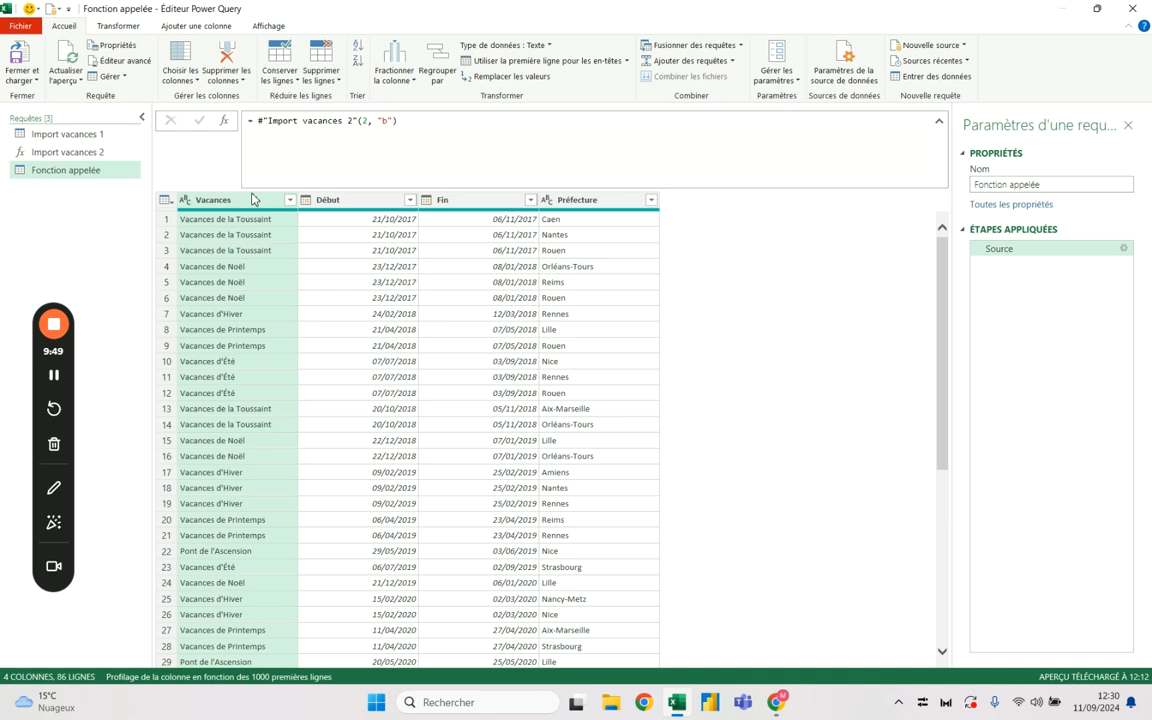 Fonction appelée - Éditeur Power Query
Fichier Accueil Transformer Ajouter une colonne Affichage
Fermer et charger
Fermer
Actualiser l'aperçu
Propriétés
Éditeur avancé
Gérer
Requête
Choisir les colonnes
Supprimer les colonnes
Gérer les colonnes
Conserver les lignes
Supprimer les lignes
Réduire les lignes
Trier
Fractionner la colonne
Regrouper par
Type de données : Texte
Utiliser la première ligne pour les en-têtes
Remplacer les valeurs
Transformer
Fusionner des requêtes
Ajouter des requêtes
Combiner les fichiers
Combiner
Gérer les paramètres
Paramètres
Paramètres de la source de données
Sources de données
Nouvelle source
Sources récentes
Entrer des données
Nouvelle requête
Requêtes [3]
Import vacances 1
Import vacances 2
Fonction appelée
fx
= #"Import vacances 2"(2, "b")
Vacances Début Fin Préfecture
1 Vacances de la Toussaint 21/10/2017 06/11/2017 Caen
2 Vacances de la Toussaint 21/10/2017 06/11/2017 Nantes
3 Vacances de la Toussaint 21/10/2017 06/11/2017 Rouen
4 Vacances de Noël 23/12/2017 08/01/2018 Orléans-Tours
5 Vacances de Noël 23/12/2017 08/01/2018 Reims
6 Vacances de Noël 23/12/2017 08/01/2018 Rouen
7 Vacances d'Hiver 24/02/2018 12/03/2018 Rennes
8 Vacances de Printemps 21/04/2018 07/05/2018 Lille
9 Vacances de Printemps 21/04/2018 07/05/2018 Rouen
10 Vacances d'Été 07/07/2018 03/09/2018 Nice
11 Vacances d'Été 07/07/2018 03/09/2018 Rennes
12 Vacances d'Été 07/07/2018 03/09/2018 Rouen
13 Vacances de la Toussaint 20/10/2018 05/11/2018 Aix-Marseille
14 Vacances de la Toussaint 20/10/2018 05/11/2018 Orléans-Tours
15 Vacances de Noël 22/12/2018 07/01/2019 Lille
16 Vacances de Noël 22/12/2018 07/01/2019 Orléans-Tours
17 Vacances d'Hiver 09/02/2019 25/02/2019 Amiens
18 Vacances d'Hiver 09/02/2019 25/02/2019 Nantes
19 Vacances d'Hiver 09/02/2019 25/02/2019 Rennes
20 Vacances de Printemps 06/04/2019 23/04/2019 Reims
21 Vacances de Printemps 06/04/2019 23/04/2019 Rennes
22 Pont de l'Ascension 29/05/2019 03/06/2019 Nice
23 Vacances d'Été 06/07/2019 02/09/2019 Strasbourg
24 Vacances de Noël 21/12/2019 06/01/2020 Lille
25 Vacances d'Hiver 15/02/2020 02/03/2020 Nancy-Metz
26 Vacances d'Hiver 15/02/2020 02/03/2020 Nice
27 Vacances de Printemps 11/04/2020 27/04/2020 Aix-Marseille
28 Vacances de Printemps 11/04/2020 27/04/2020 Strasbourg
29 Pont de l'Ascension 20/05/2020 25/05/2020 Lille
9:49
Paramètres d'une requ...
PROPRIÉTÉS
Nom
Fonction appelée
Toutes les propriétés
ÉTAPES APPLIQUÉES
Source
4 COLONNES, 86 LIGNES Profilage de la colonne en fonction des 1000 premières lignes APERÇU TÉLÉCHARGÉ À 12:12
15°C
Nuageux
Rechercher
12:30
11/09/2024